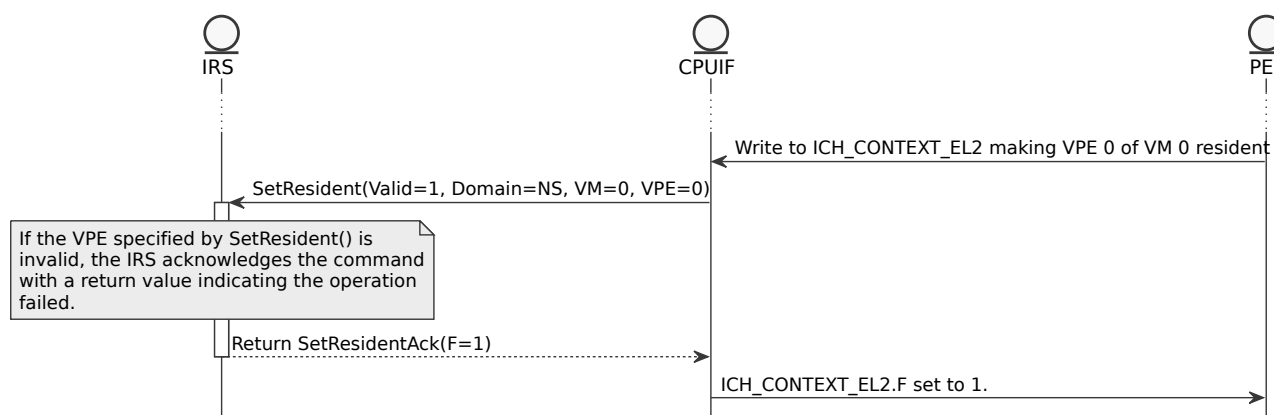 IRS
CPUIF
PE
Write to ICH_CONTEXT_EL2 making VPE 0 of VM 0 resident
SetResident(Valid=1, Domain=NS, VM=0, VPE=0)
If the VPE specified by SetResident() is
invalid, the IRS acknowledges the command
with a return value indicating the operation
failed.
Return SetResidentAck(F=1)
ICH_CONTEXT_EL2.F set to 1.